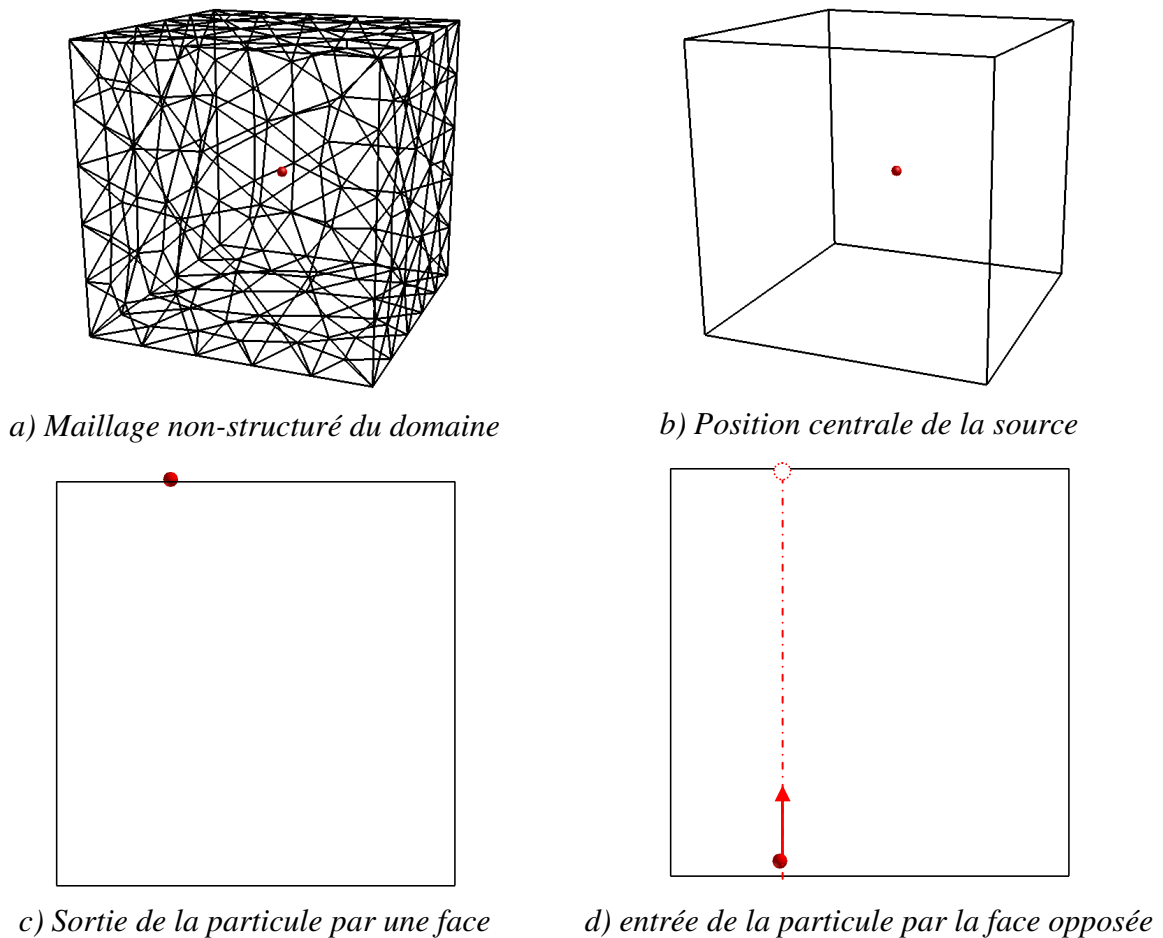 a) Maillage non-structuré du domaine
b) Position centrale de la source
c) Sortie de la particule par une face
d) entrée de la particule par la face opposée